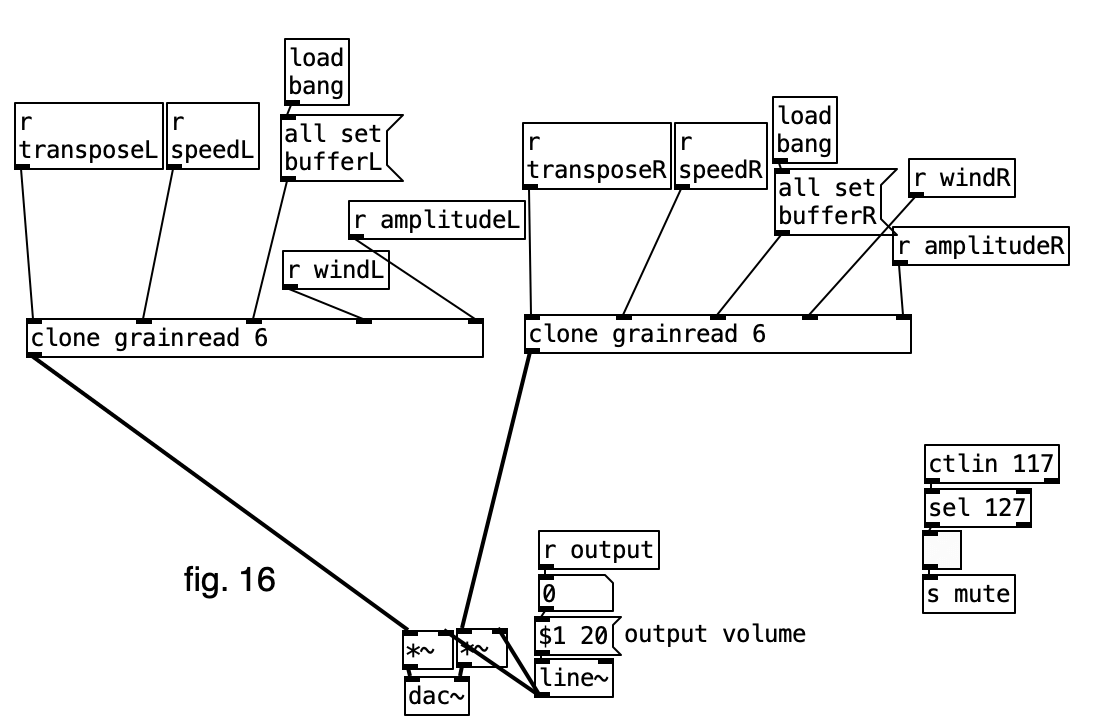 load
bang
r
transposeL
r
speedL
all set
bufferL
r amplitudeL
r windL
clone grainread 6
load
bang
r
transposeR
r
speedR
all set
bufferR
r windR
r amplitudeR
clone grainread 6
ctlin 117
sel 127
s mute
r output
0
$1 20
output volume
line~
*~
*~
dac~
fig. 16